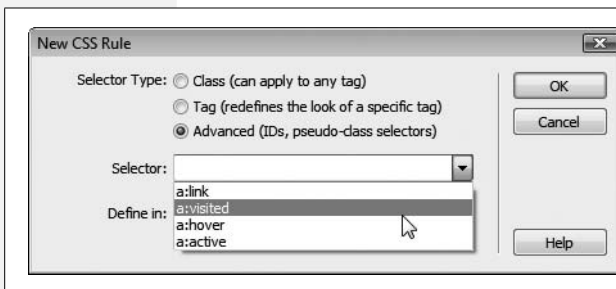 New CSS Rule
Selector Type: Class (can apply to any tag)
Tag (redefines the look of a specific tag)
Advanced (IDs, pseudo-class selectors)
OK
Cancel
Selector:
a:link
Define in: a:visited
a:hover
a:active
Help